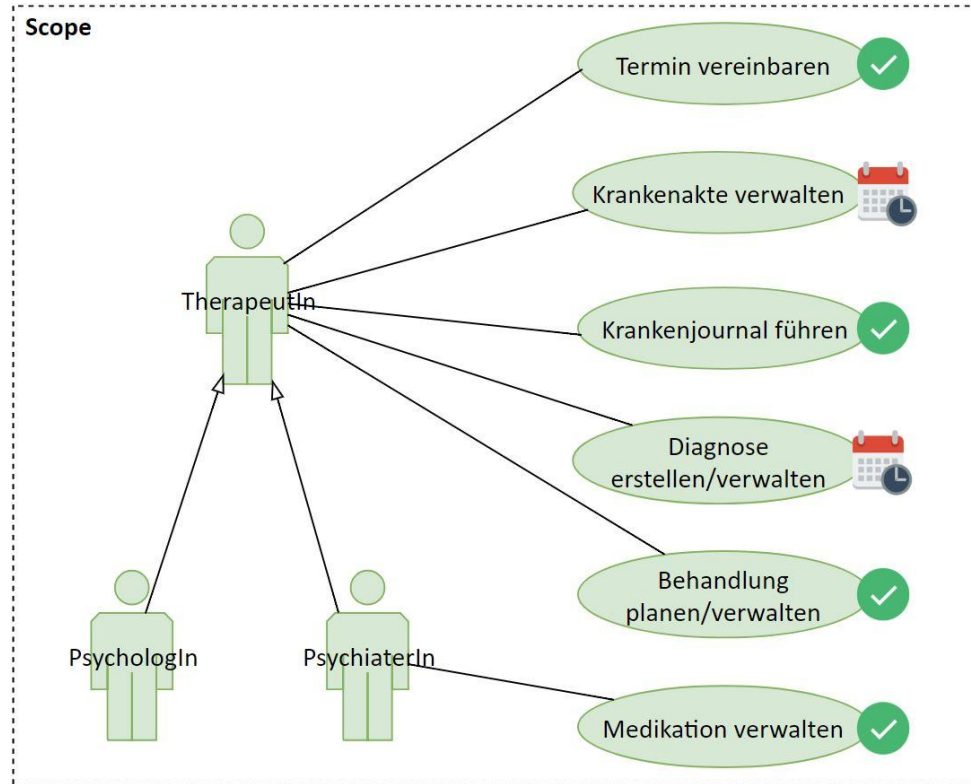 Scope
Termin vereinbaren
Krankenakte verwalten
TherapeutIn
Krankenjournal führen
Diagnose
erstellen/verwalten
Behandlung
planen/verwalten
PsychologIn
PsychiaterIn
Medikation verwalten